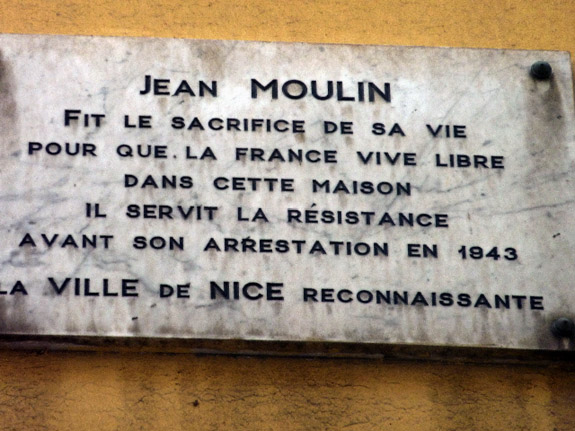 JEAN MOULIN
FIT LE SACRIFICE DE SA VIE
POUR QUE. LA FRANCE VIVE LIBRE
DANS CETTE MAISON
IL SERVIT LA RÉSISTANCE
AVANT SON ARRESTATION EN 1943
LA VILLE DE NICE RECONNAISSANTE